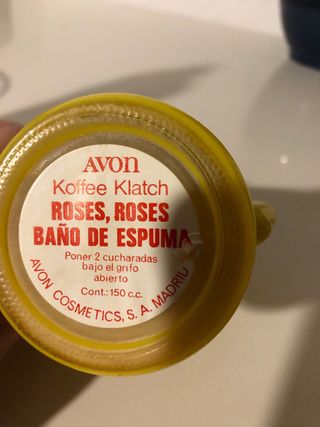 AVON
Koffee Klatch
ROSES, ROSES
BAÑO DE ESPUMA
Poner 2 cucharadas
bajo el grifo
abierto
Cont.: 150 c.c.
AVON COSMETICS, S. A. MADRID